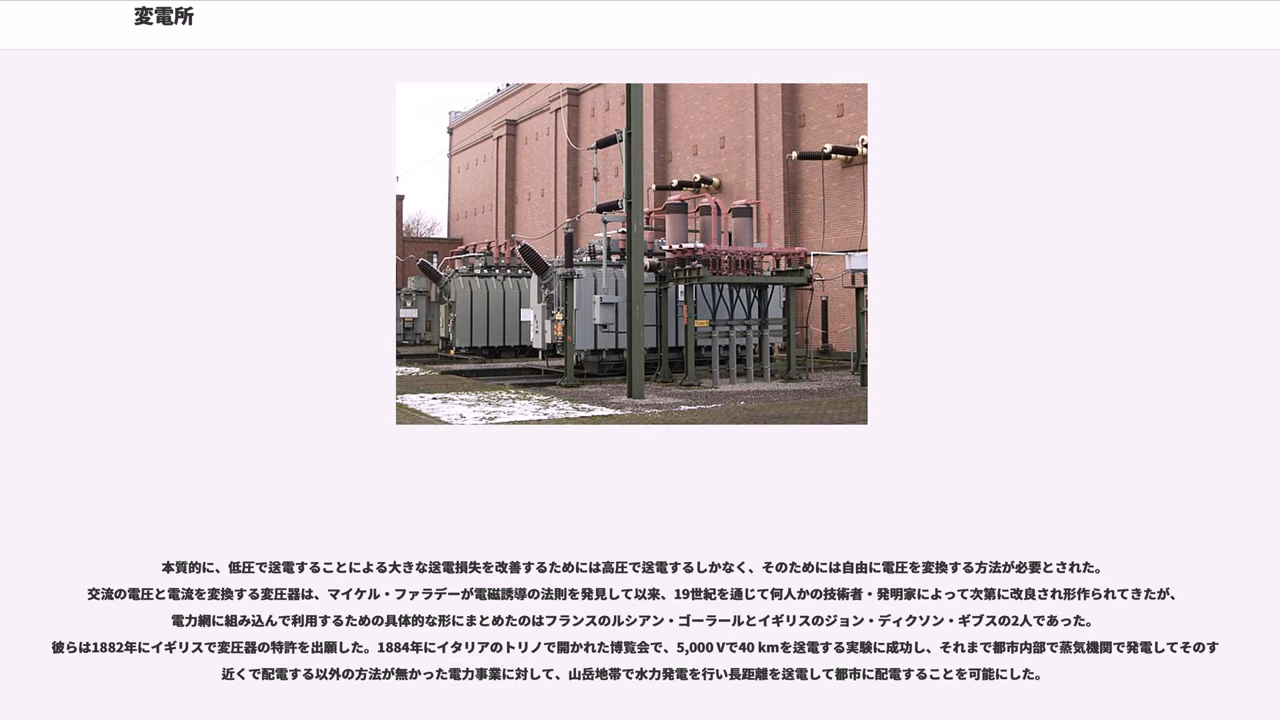 変電所
本質的に、低圧で送電することによる大きな送電損失を改善するためには高圧で送電するしかなく、そのためには自由に電圧を変換する方法が必要とされた。
交流の電圧と電流を変換する変圧器は、マイケル・ファラデーが電磁誘導の法則を発見して以来、19世紀を通じて何人かの技術者・発明家によって次第に改良され形作られてきたが、
電力網に組み込んで利用するための具体的な形にまとめたのはフランスのルシアン・ゴーラールとイギリスのジョン・ディクソン・ギブスの2人であった。
彼らは1882年にイギリスで変圧器の特許を出願した。1884年にイタリアのトリノで開かれた博覧会で、5,000 Vで40 kmを送電する実験に成功し、それまで都市内部で蒸気機関で発電してそのす
近くで配電する以外の方法が無かった電力事業に対して、山岳地帯で水力発電を行い長距離を送電して都市に配電することを可能にした。